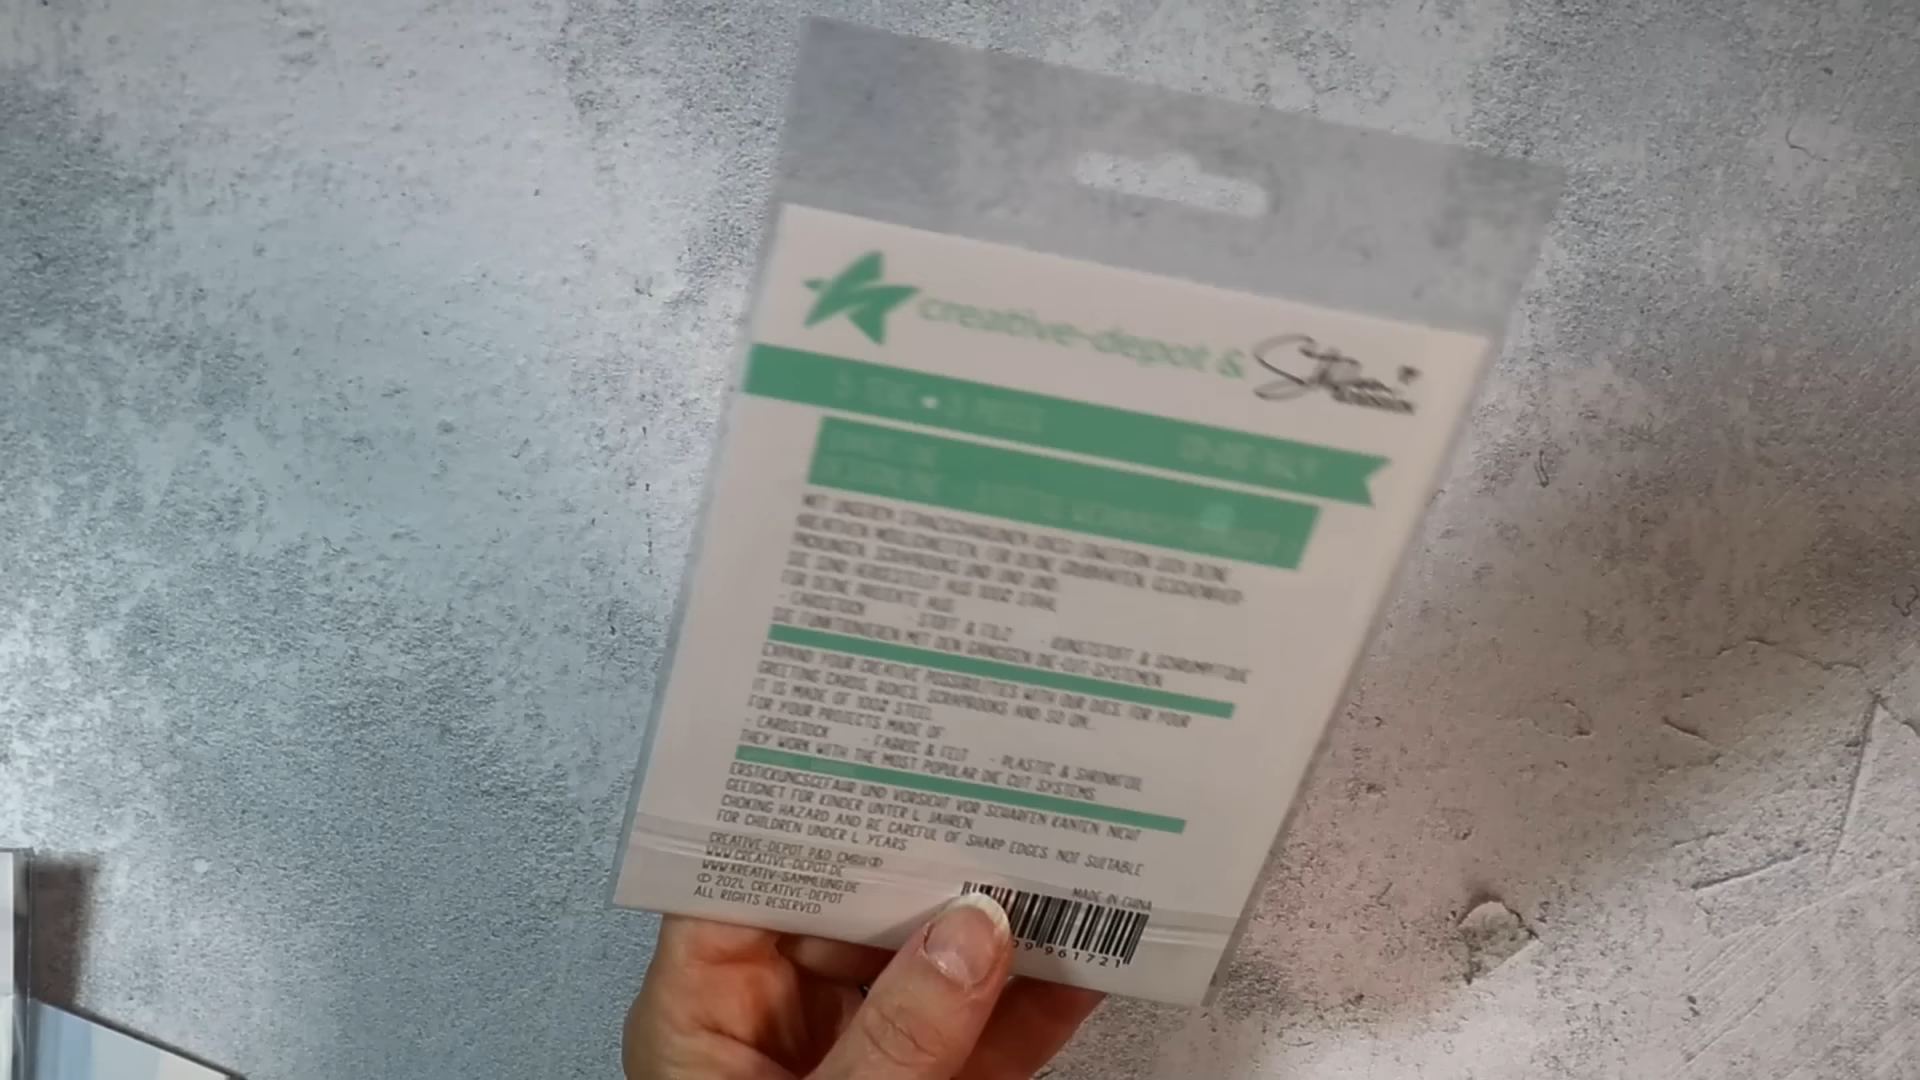 creative-depot &
MIT UNSEREN STANZSCHABLONEN
KREATIVEN MÖGLICHKEITEN FÜR DEINE GRUßKARTEN, GESCHENKVER-
PACKUNGEN, SCRAPBOOKS UND UND UND.
SIE SIND HERGESTELLT AUS 100% STAHL
FÜR DEINE PROJEKTE AUS
- CARDSTOCK - STOFF & FILZ - KUNSTSTOFF & SCHRUMPFFOLIE
SIE FUNKTIONIEREN MIT DEN GÄNGIGEN DIE-CUT-SYSTEMEN
EXPAND YOUR CREATIVE POSSIBILITIES WITH OUR DIES. FOR YOUR
GREETING CARDS, BOXES, SCRAPBOOKS AND SO ON...
IT IS MADE OF 100% STEEL
FOR YOUR PROJECTS MADE OF
- CARDSTOCK - FABRIC & FELT - PLASTIC & SHRINKFOIL
THEY WORK WITH THE MOST POPULAR DIE CUT SYSTEMS
ERSTICKUNGSGEFAHR UND VORSICHT VOR SCHARFEN KANTEN. NICHT
GEEIGNET FÜR KINDER UNTER 4 JAHREN
CHOKING HAZARD AND BE CAREFUL OF SHARP EDGES. NOT SUITABLE
FOR CHILDREN UNDER 4 YEARS
CREATIVE-DEPOT P&D GMBH®
WWW.CREATIVE-DEPOT.DE
WWW.KREATIV-SAMMLUNG.DE
© 2024 CREATIVE-DEPOT
ALL RIGHTS RESERVED
MADE IN CHINA
09 961721